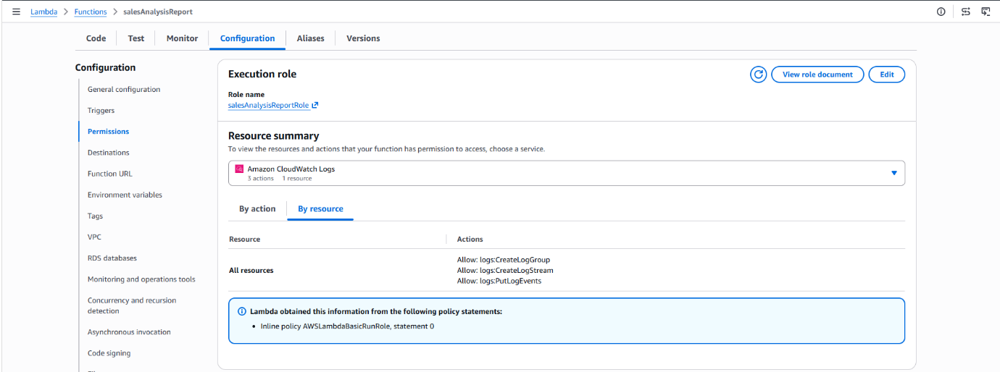 Lambda > Functions > salesAnalysisReport
Code Test Monitor Configuration Aliases Versions
Configuration
General configuration
Triggers
Permissions
Destinations
Function URL
Environment variables
Tags
VPC
RDS databases
Monitoring and operations tools
Concurrency and recursion
detection
Asynchronous invocation
Code signing
Execution role
View role document
Edit
Role name
salesAnalysisReportRole
Resource summary
To view the resources and actions that your function has permission to access, choose a service.
Amazon CloudWatch Logs
3 actions 1 resource
By action By resource
Resource Actions
All resources
Allow: logs:CreateLogGroup
Allow: logs:CreateLogStream
Allow: logs:PutLogEvents
Lambda obtained this information from the following policy statements:
• Inline policy AWSLambdaBasicRunRole, statement 0